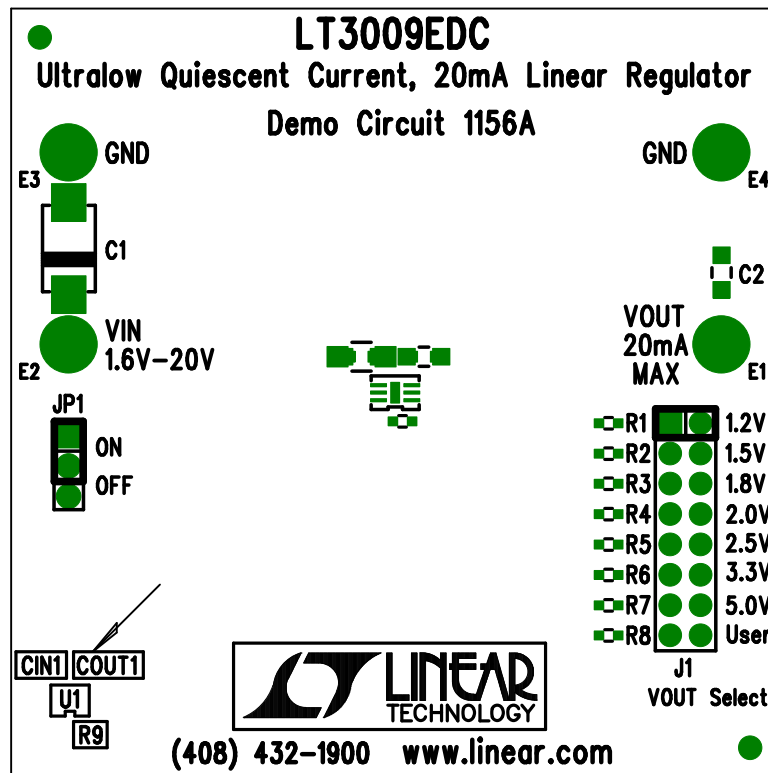 LT3009EDC
Ultralow Quiescent Current, 20mA Linear Regulator
Demo Circuit 1156A
GND
GND
E3
E4
C1
C2
VIN
1.6V-20V
VOUT
20mA
MAX
E2
E1
JP1
ON
OFF
R1 1.2V
R2 1.5V
R3 1.8V
R4 2.0V
R5 2.5V
R6 3.3V
R7 5.0V
R8 User
J1
VOUT Select
CIN1 COUT1
U1
R9
LINEAR
TECHNOLOGY
(408) 432-1900 www.linear.com